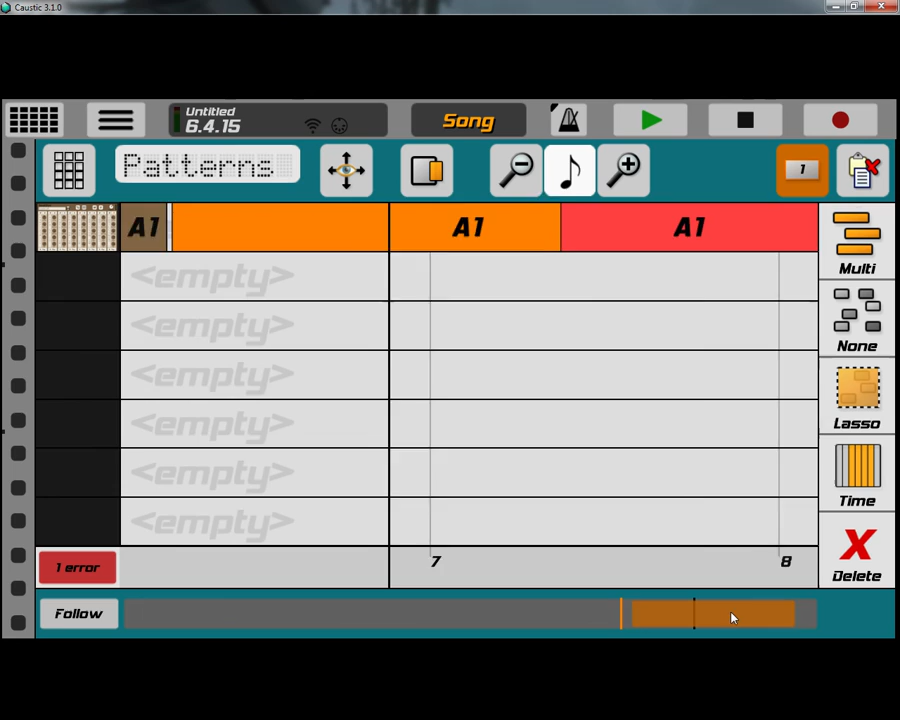 Caustic 3.1.0
Untitled
6.4.15
Song
Patterns
1
A1
A1
A1
Multi
<empty>
<empty>
None
<empty>
<empty>
Lasso
<empty>
Time
<empty>
7
8
1 error
Delete
Follow